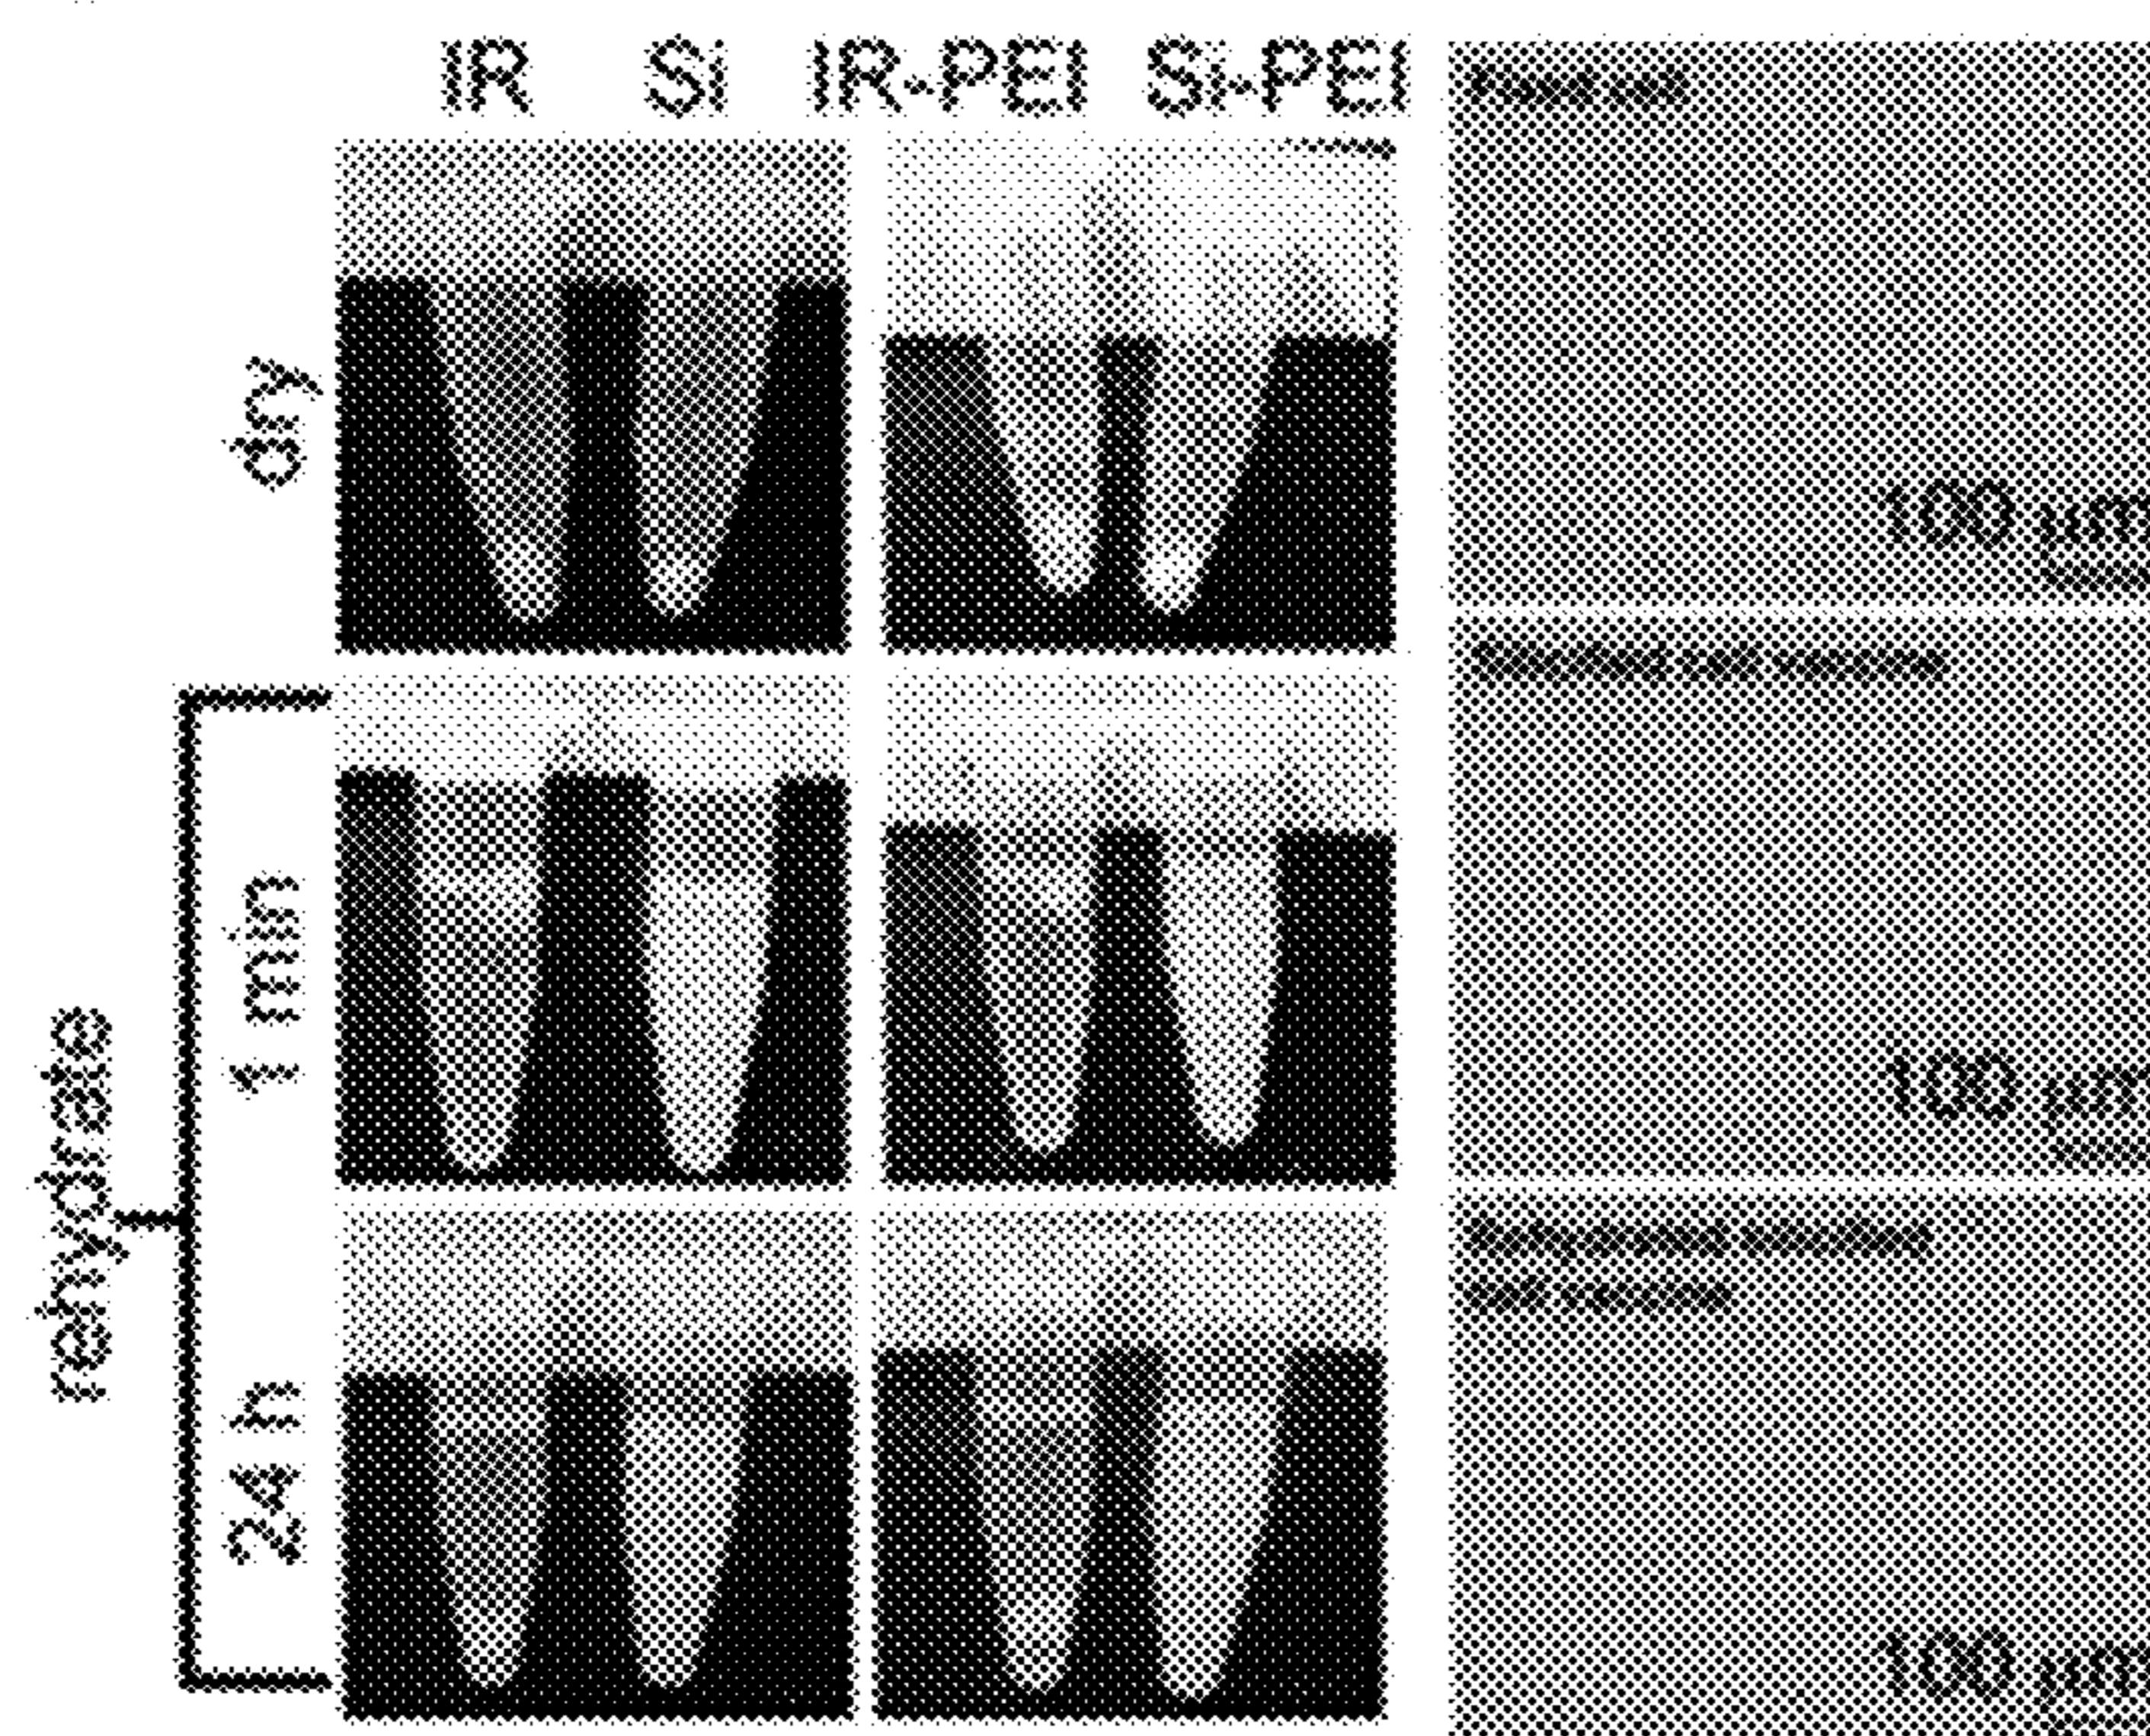 IR Si IR-PEI Si-PEI
dry
rehydrate
1 min
24 h
100 µm
100 µm
100 µm